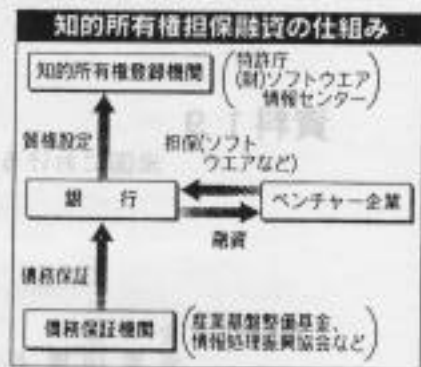 知的所有権担保融資の仕組み
知的所有権登録機関
(特許庁
(財)ソフトウエア
情報センター)
質権設定
担保(ソフト
ウエアなど)
銀 行
ベンチャー企業
融資
債務保証
債務保証機関
(産業基盤整備基金、
情報処理振興協会など)
資料19